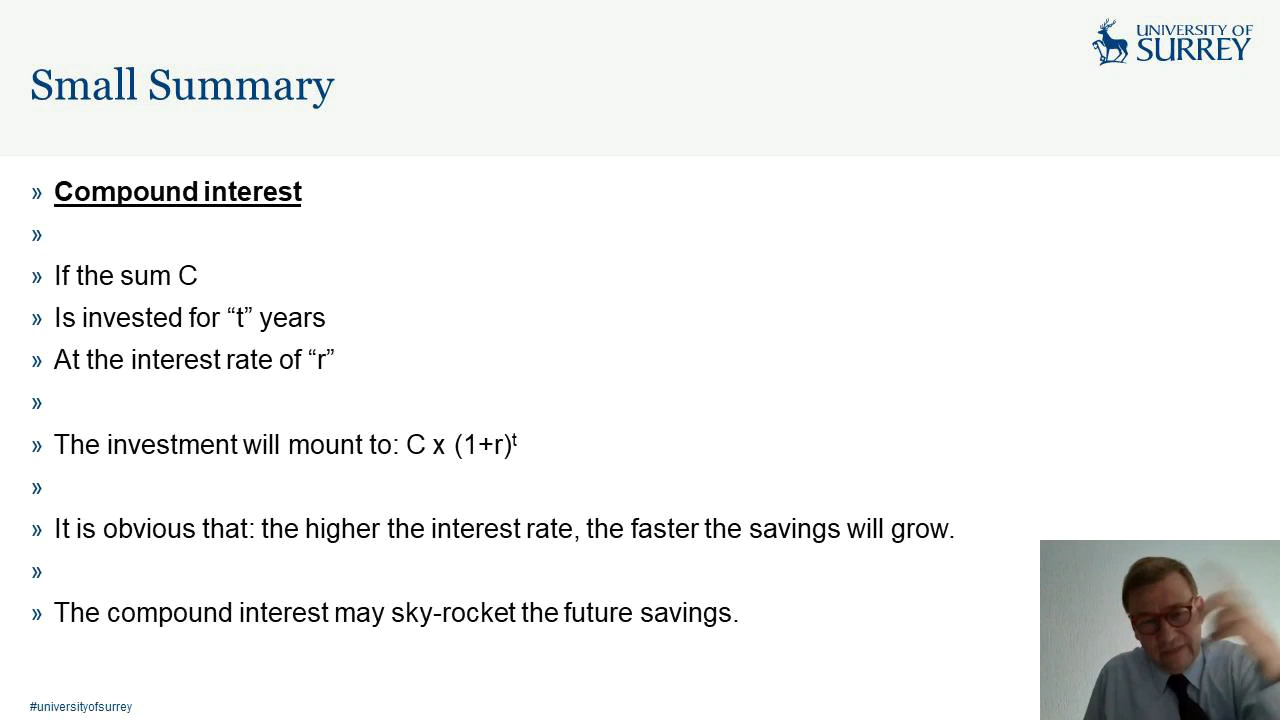 UNIVERSITY OF
SURREY
Small Summary
» Compound interest
»
» If the sum C
» Is invested for “t” years
» At the interest rate of “r”
»
» The investment will mount to: C x (1+r)ᵗ
»
» It is obvious that: the higher the interest rate, the faster the savings will grow.
»
» The compound interest may sky-rocket the future savings.
#universityofsurrey